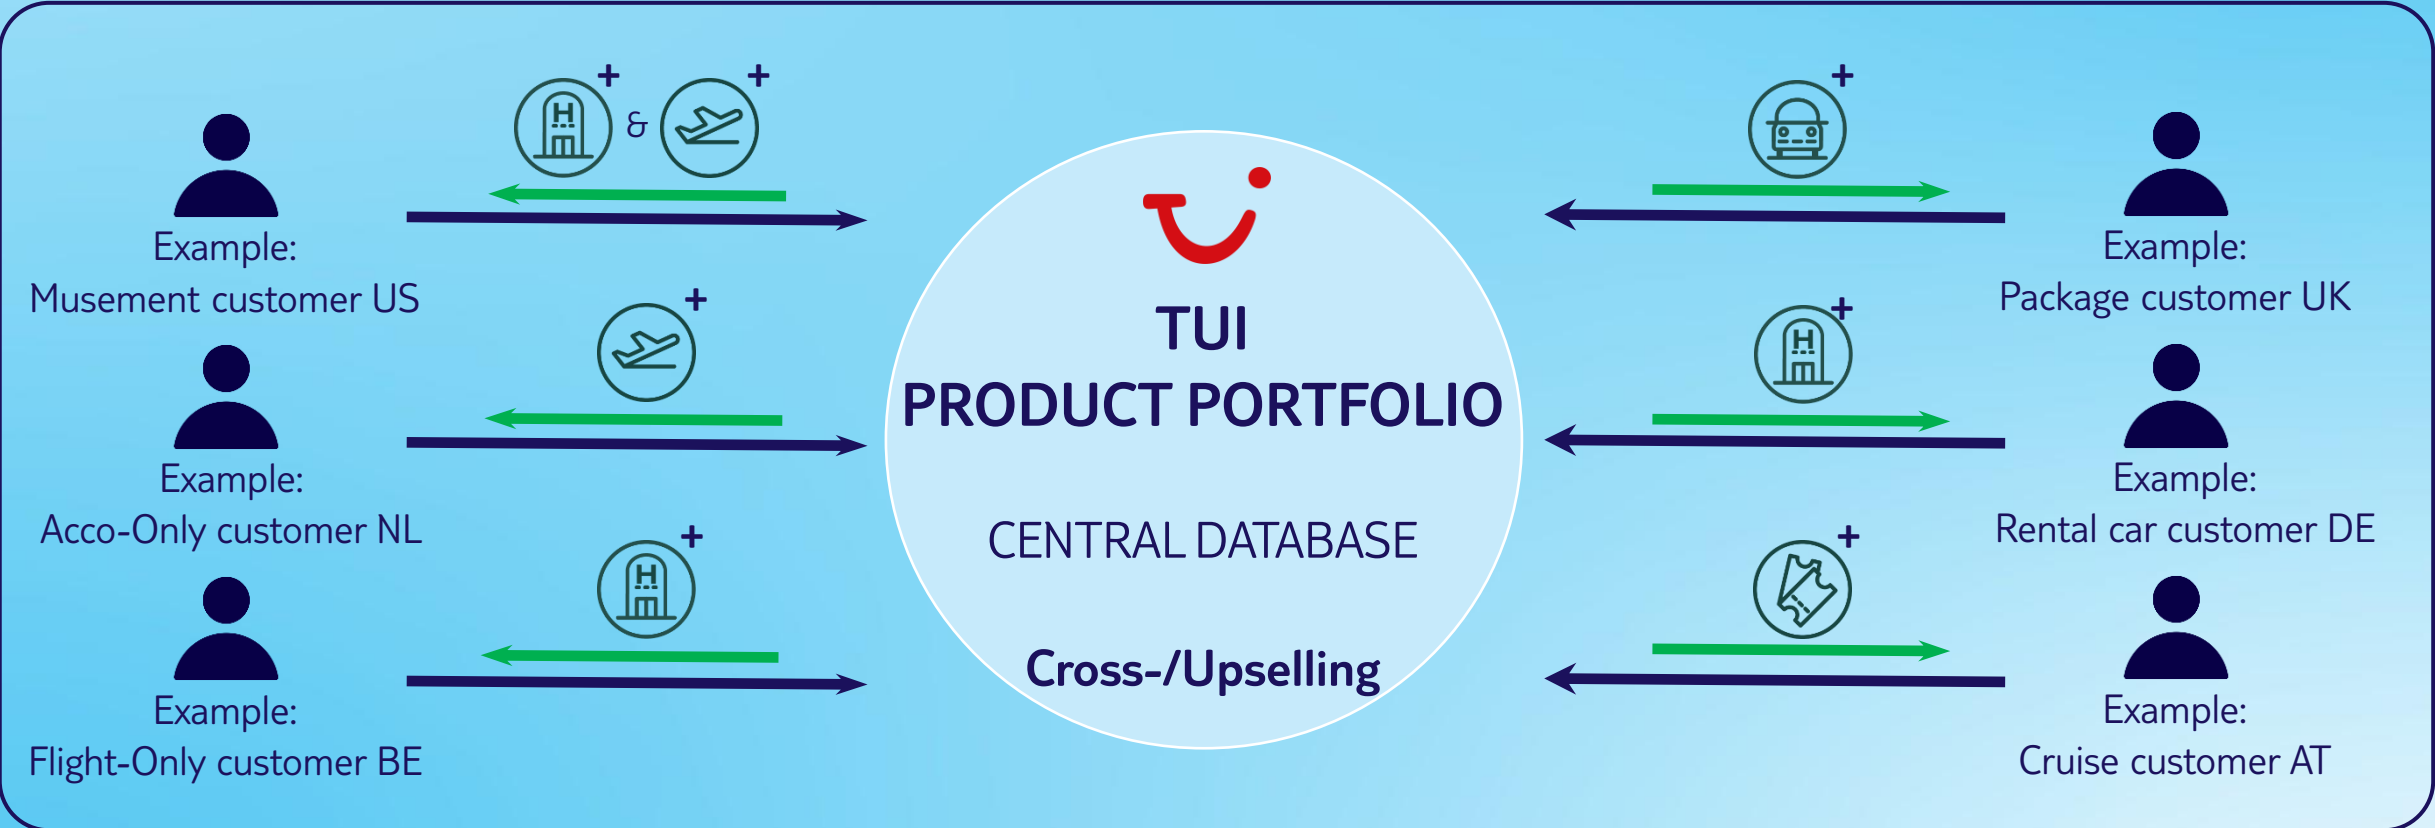 &
Example:
Musement customer US
Example:
Acco-Only customer NL
Example:
Flight-Only customer BE
TUI
PRODUCT PORTFOLIO
CENTRAL DATABASE
Cross-/Upselling
Example:
Package customer UK
Example:
Rental car customer DE
Example:
Cruise customer AT